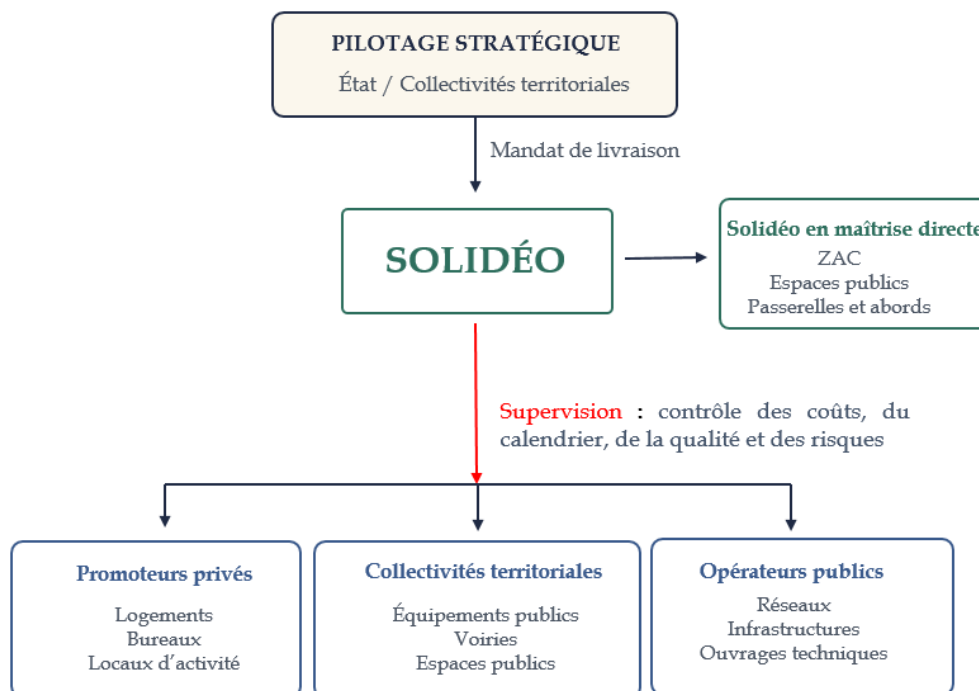 PILOTAGE STRATÉGIQUE
État / Collectivités territoriales
Mandat de livraison
SOLIDÉO
Solidéo en maîtrise directe
ZAC
Espaces publics
Passerelles et abords
Supervision : contrôle des coûts, du
calendrier, de la qualité et des risques
Promoteurs privés
Logements
Bureaux
Locaux d'activité
Collectivités territoriales
Équipements publics
Voiries
Espaces publics
Opérateurs publics
Réseaux
Infrastructures
Ouvrages techniques